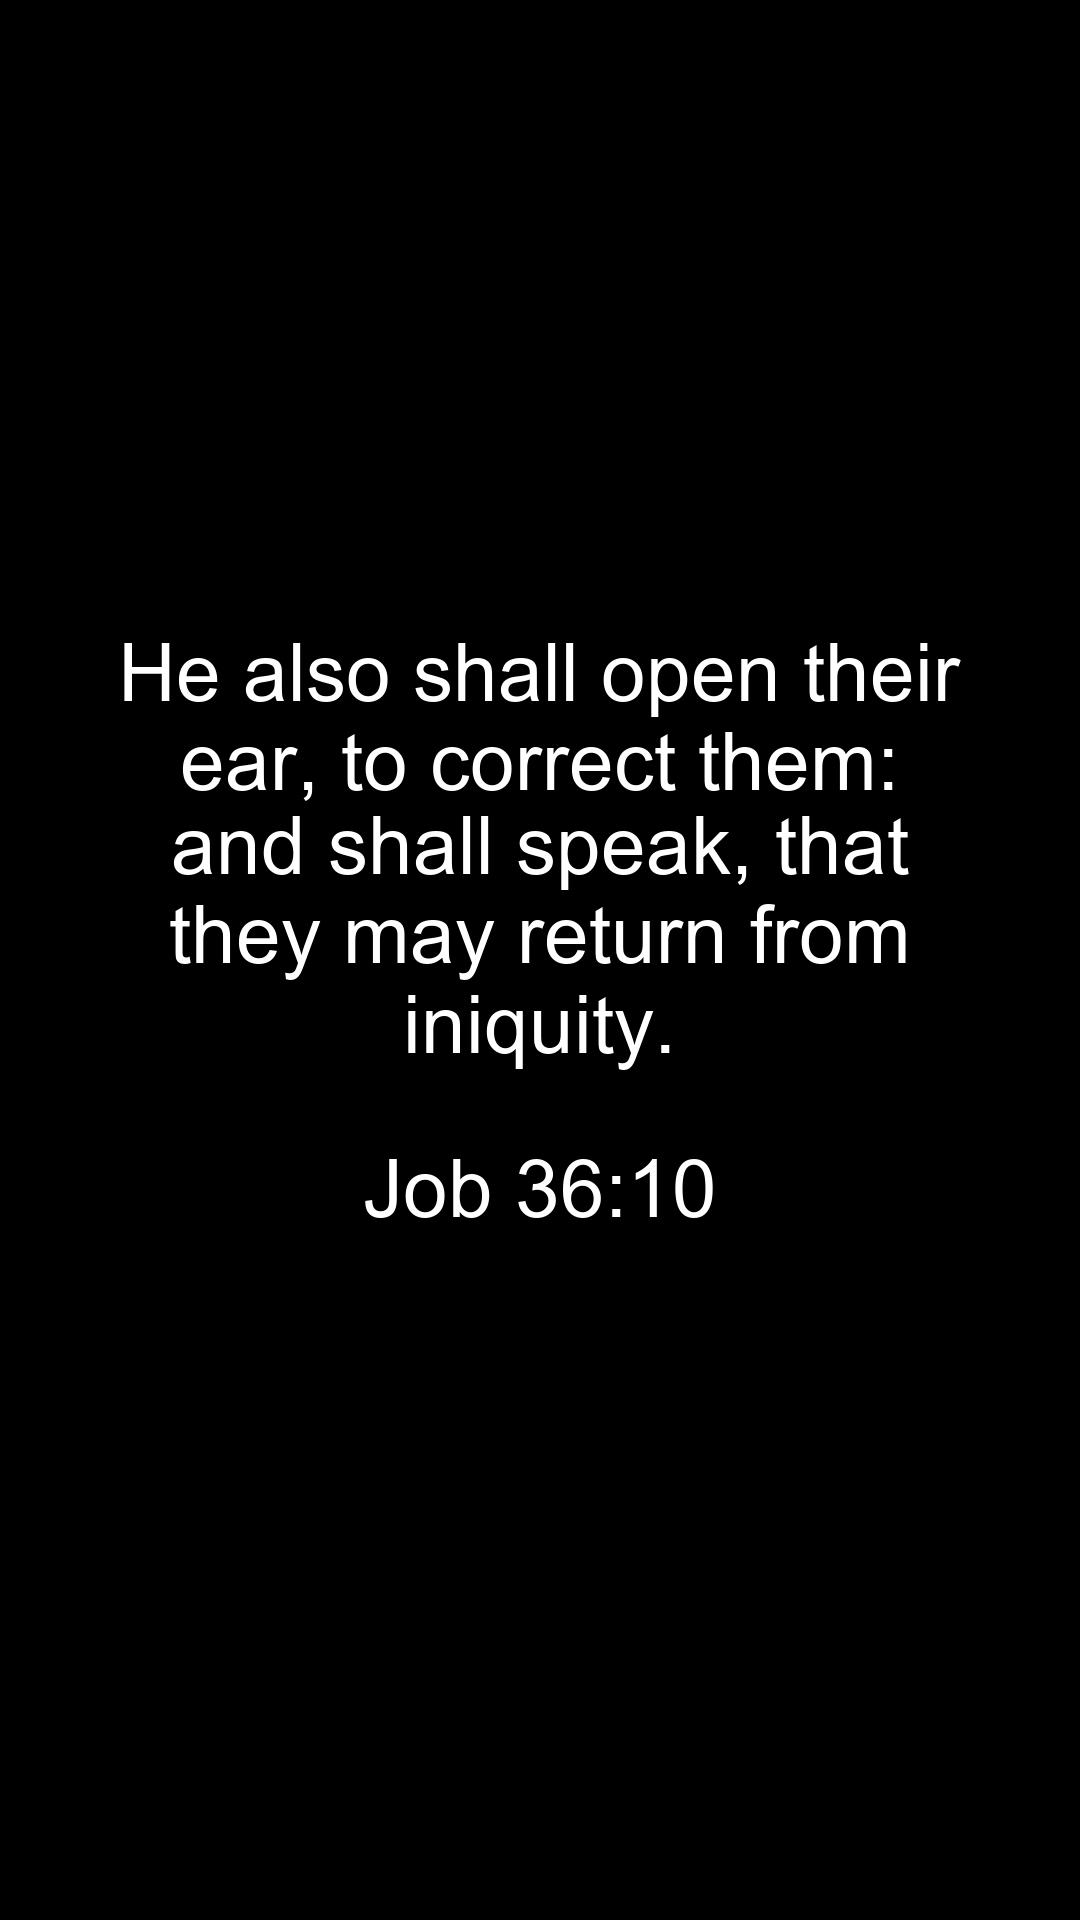 He also shall open their
ear, to correct them:
and shall speak, that
they may return from
iniquity.
Job 36:10